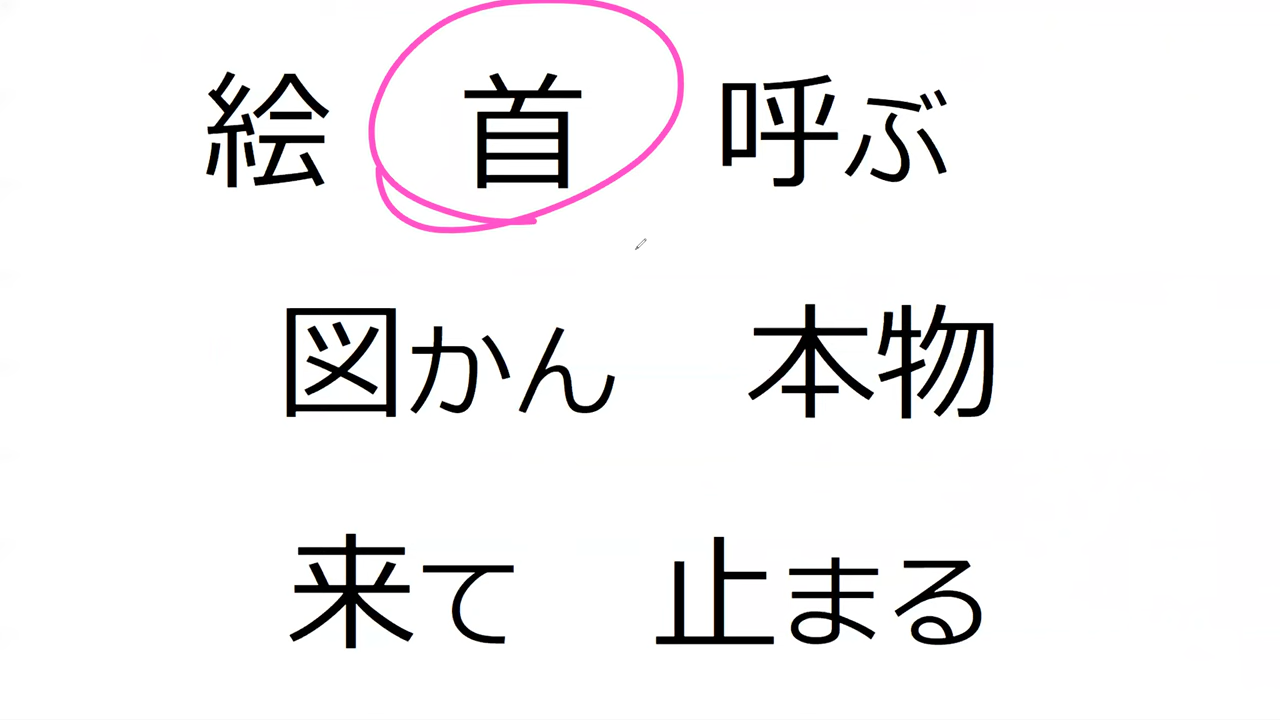 絵 首 呼ぶ
図かん 本物
来て 止まる